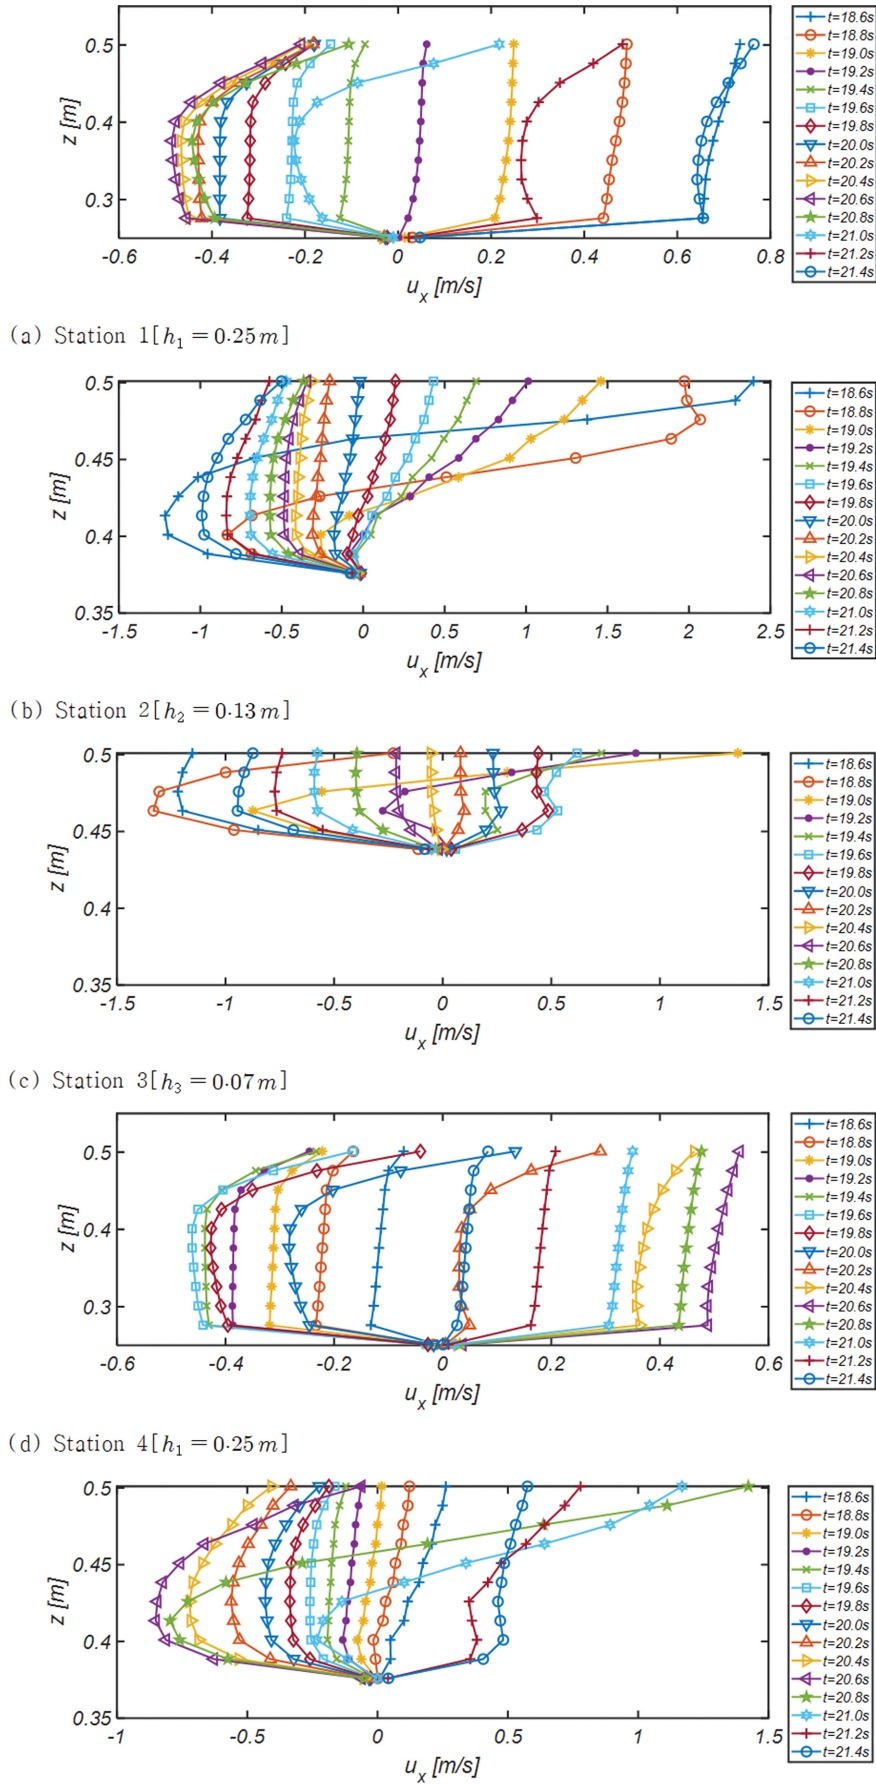 0.5
0.4
0.3
z [m]
-0.6 -0.4 -0.2 0 0.2 0.4 0.6 0.8
u_x [m/s]
t=18.6s
t=18.8s
t=19.0s
t=19.2s
t=19.4s
t=19.6s
t=19.8s
t=20.0s
t=20.2s
t=20.4s
t=20.6s
t=20.8s
t=21.0s
t=21.2s
t=21.4s
(a) Station 1[h₁ = 0.25m]
0.5
0.45
0.4
0.35
z [m]
-1.5 -1 -0.5 0 0.5 1 1.5 2 2.5
u_x [m/s]
t=18.6s
t=18.8s
t=19.0s
t=19.2s
t=19.4s
t=19.6s
t=19.8s
t=20.0s
t=20.2s
t=20.4s
t=20.6s
t=20.8s
t=21.0s
t=21.2s
t=21.4s
(b) Station 2[h₂ = 0.13m]
0.5
0.45
0.4
0.35
z [m]
-1.5 -1 -0.5 0 0.5 1 1.5
u_x [m/s]
t=18.6s
t=18.8s
t=19.0s
t=19.2s
t=19.4s
t=19.6s
t=19.8s
t=20.0s
t=20.2s
t=20.4s
t=20.6s
t=20.8s
t=21.0s
t=21.2s
t=21.4s
(c) Station 3[h₃ = 0.07m]
0.5
0.4
0.3
z [m]
-0.6 -0.4 -0.2 0 0.2 0.4 0.6
u_x [m/s]
t=18.6s
t=18.8s
t=19.0s
t=19.2s
t=19.4s
t=19.6s
t=19.8s
t=20.0s
t=20.2s
t=20.4s
t=20.6s
t=20.8s
t=21.0s
t=21.2s
t=21.4s
(d) Station 4[h₁ = 0.25m]
0.5
0.45
0.4
0.35
z [m]
-1 -0.5 0 0.5 1 1.5
u_x [m/s]
t=18.6s
t=18.8s
t=19.0s
t=19.2s
t=19.4s
t=19.6s
t=19.8s
t=20.0s
t=20.2s
t=20.4s
t=20.6s
t=20.8s
t=21.0s
t=21.2s
t=21.4s